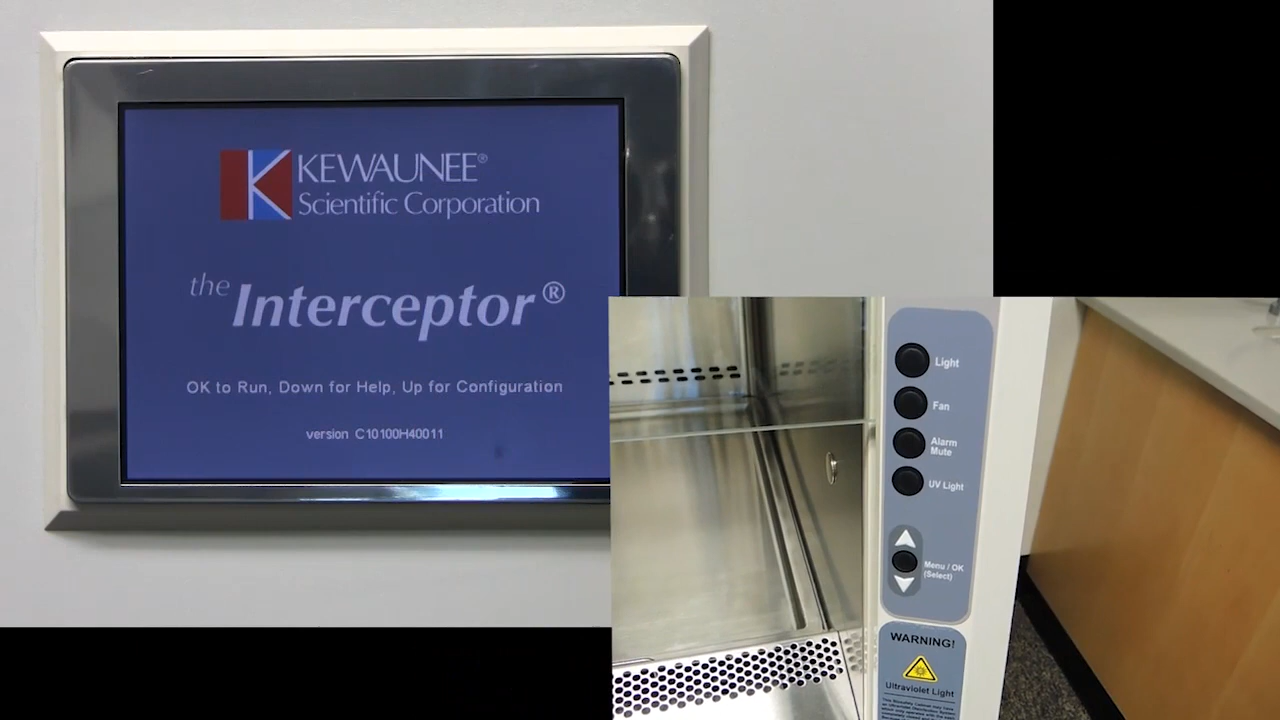 KEWAUNEE®
Scientific Corporation
the Interceptor®
OK to Run, Down for Help, Up for Configuration
version C10100H40011
Light
Fan
Alarm
Mute
UV Light
Menu / OK
(Select)
WARNING!
Ultraviolet Light